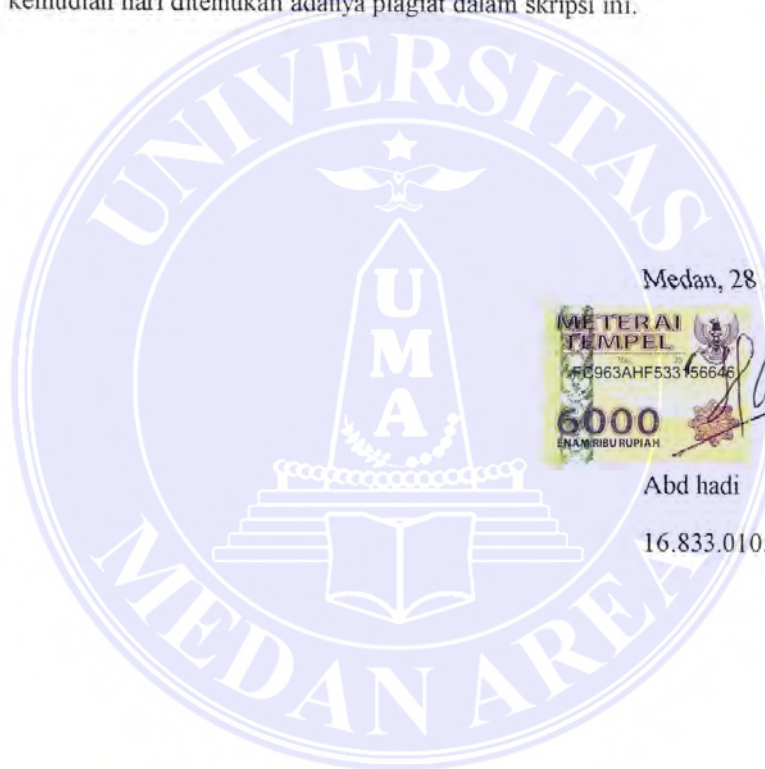 kemudian hari ditemukan adanya plagiat dalam skripsi ini.
UNIVERSITAS
UMA
Medan, 28
METERAI
TEMPEL
FC963AHF533156646
6000
ENAM RIBU RUPIAH
Abd hadi
16.833.010
MEDAN AREA